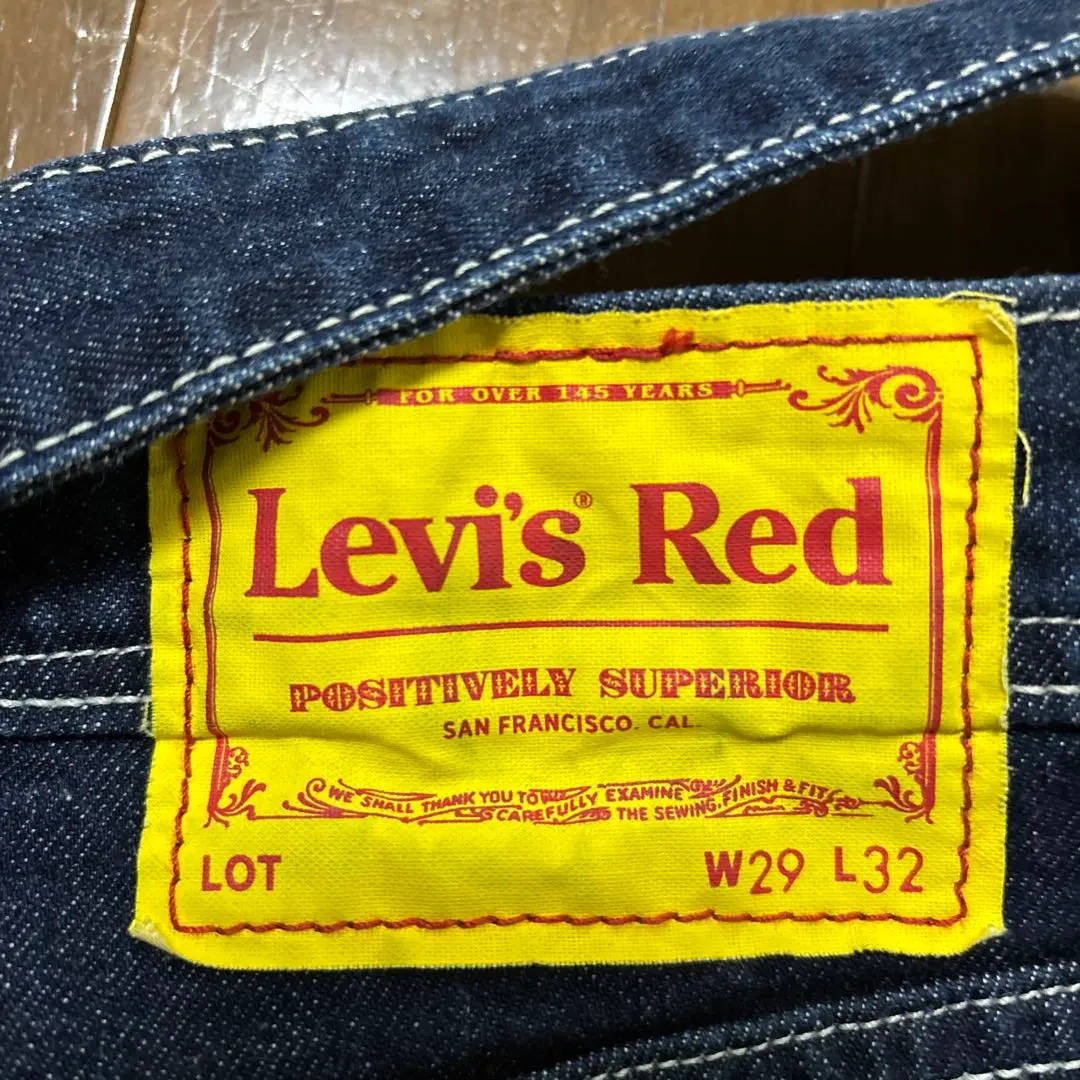 FOR OVER 145 YEARS
Levi's® Red
POSITIVELY SUPERIOR
SAN FRANCISCO. CAL.
WE SHALL THANK YOU TO CAREFULLY EXAMINE THE SEWING, FINISH & FIT
LOT W29 L32